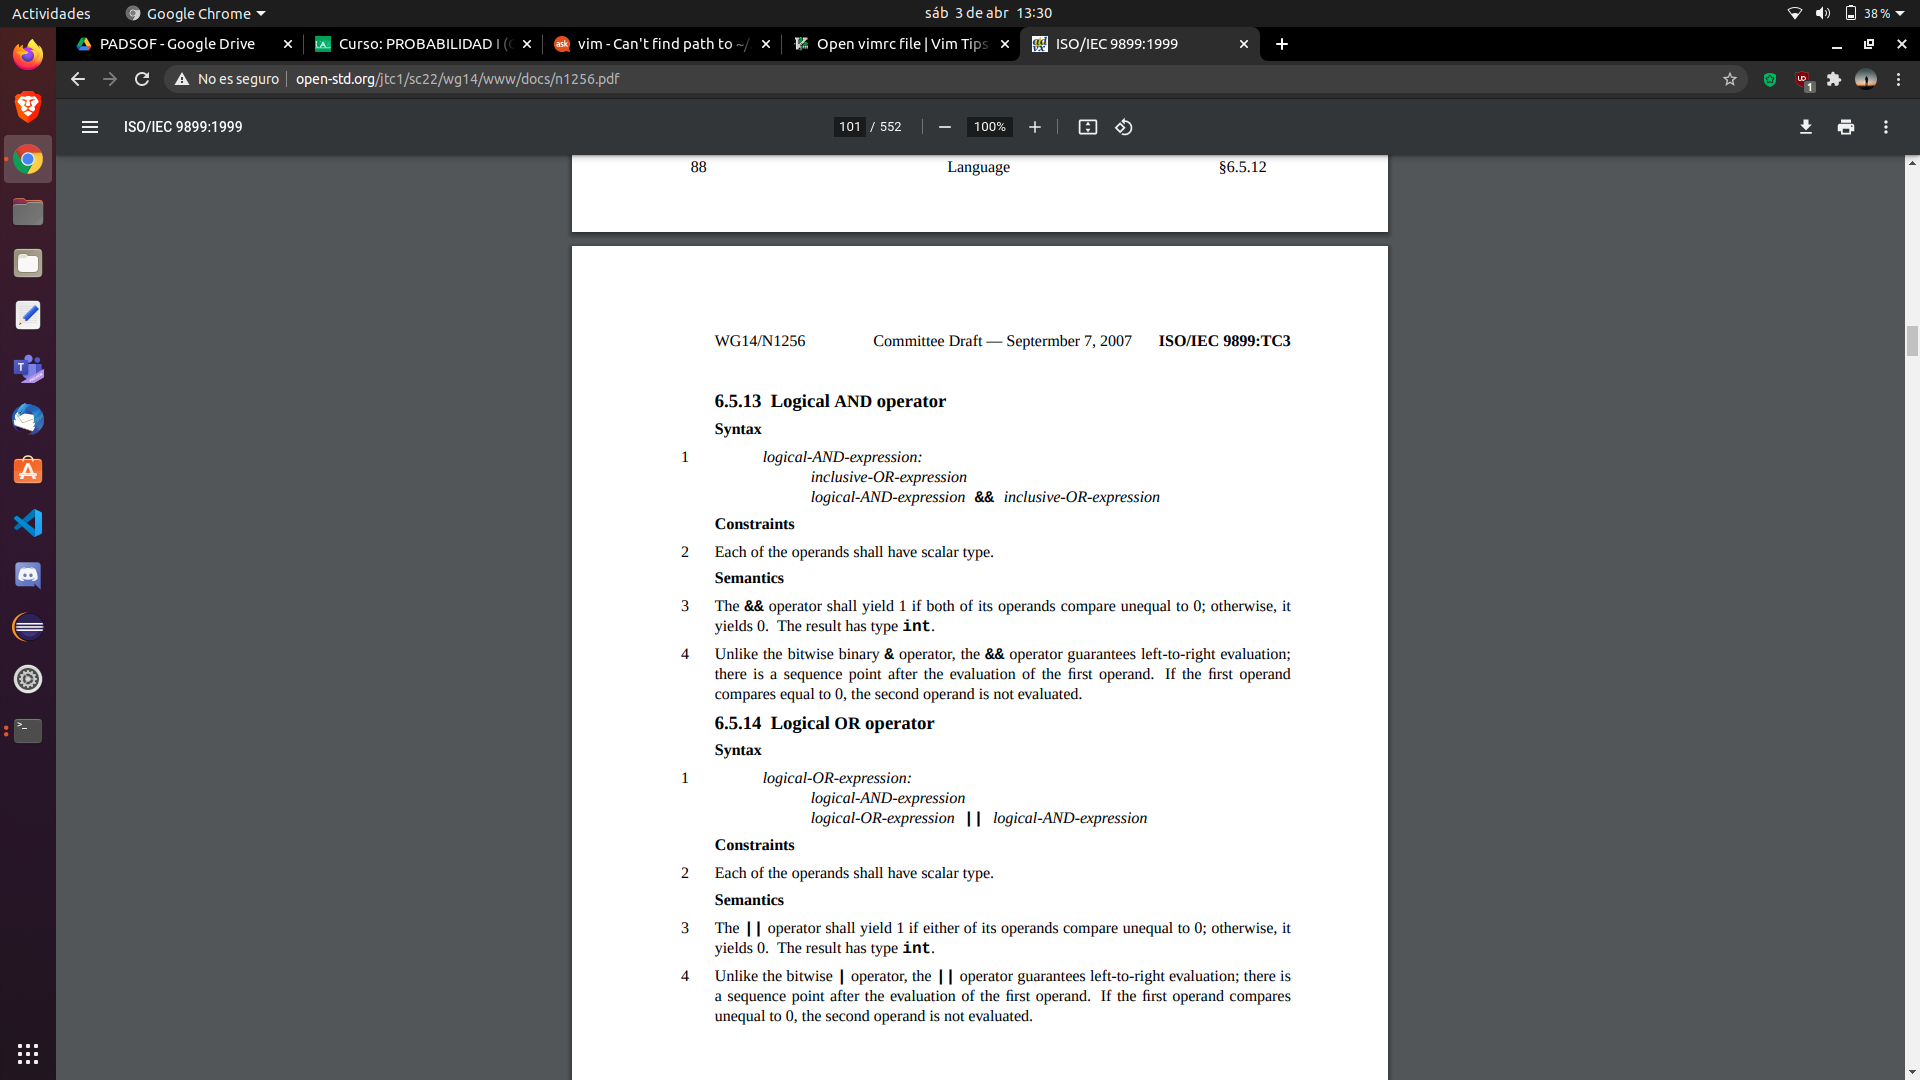 Actividades
Google Chrome
sáb 3 de abr 13:30
38 %
PADSOF - Google Drive
Curso: PROBABILIDAD I (
vim - Can't find path to ~/
Open vimrc file | Vim Tips
ISO/IEC 9899:1999
No es seguro
open-std.org/jtc1/sc22/wg14/www/docs/n1256.pdf
1
ISO/IEC 9899:1999
101 / 552
100%
88 Language §6.5.12
WG14/N1256 Committee Draft — Septermber 7, 2007 ISO/IEC 9899:TC3
6.5.13 Logical AND operator
Syntax
1 logical-AND-expression:
inclusive-OR-expression
logical-AND-expression && inclusive-OR-expression
Constraints
2 Each of the operands shall have scalar type.
Semantics
3 The && operator shall yield 1 if both of its operands compare unequal to 0; otherwise, it
yields 0. The result has type int.
4 Unlike the bitwise binary & operator, the && operator guarantees left-to-right evaluation;
there is a sequence point after the evaluation of the first operand. If the first operand
compares equal to 0, the second operand is not evaluated.
6.5.14 Logical OR operator
Syntax
1 logical-OR-expression:
logical-AND-expression
logical-OR-expression || logical-AND-expression
Constraints
2 Each of the operands shall have scalar type.
Semantics
3 The || operator shall yield 1 if either of its operands compare unequal to 0; otherwise, it
yields 0. The result has type int.
4 Unlike the bitwise | operator, the || operator guarantees left-to-right evaluation; there is
a sequence point after the evaluation of the first operand. If the first operand compares
unequal to 0, the second operand is not evaluated.